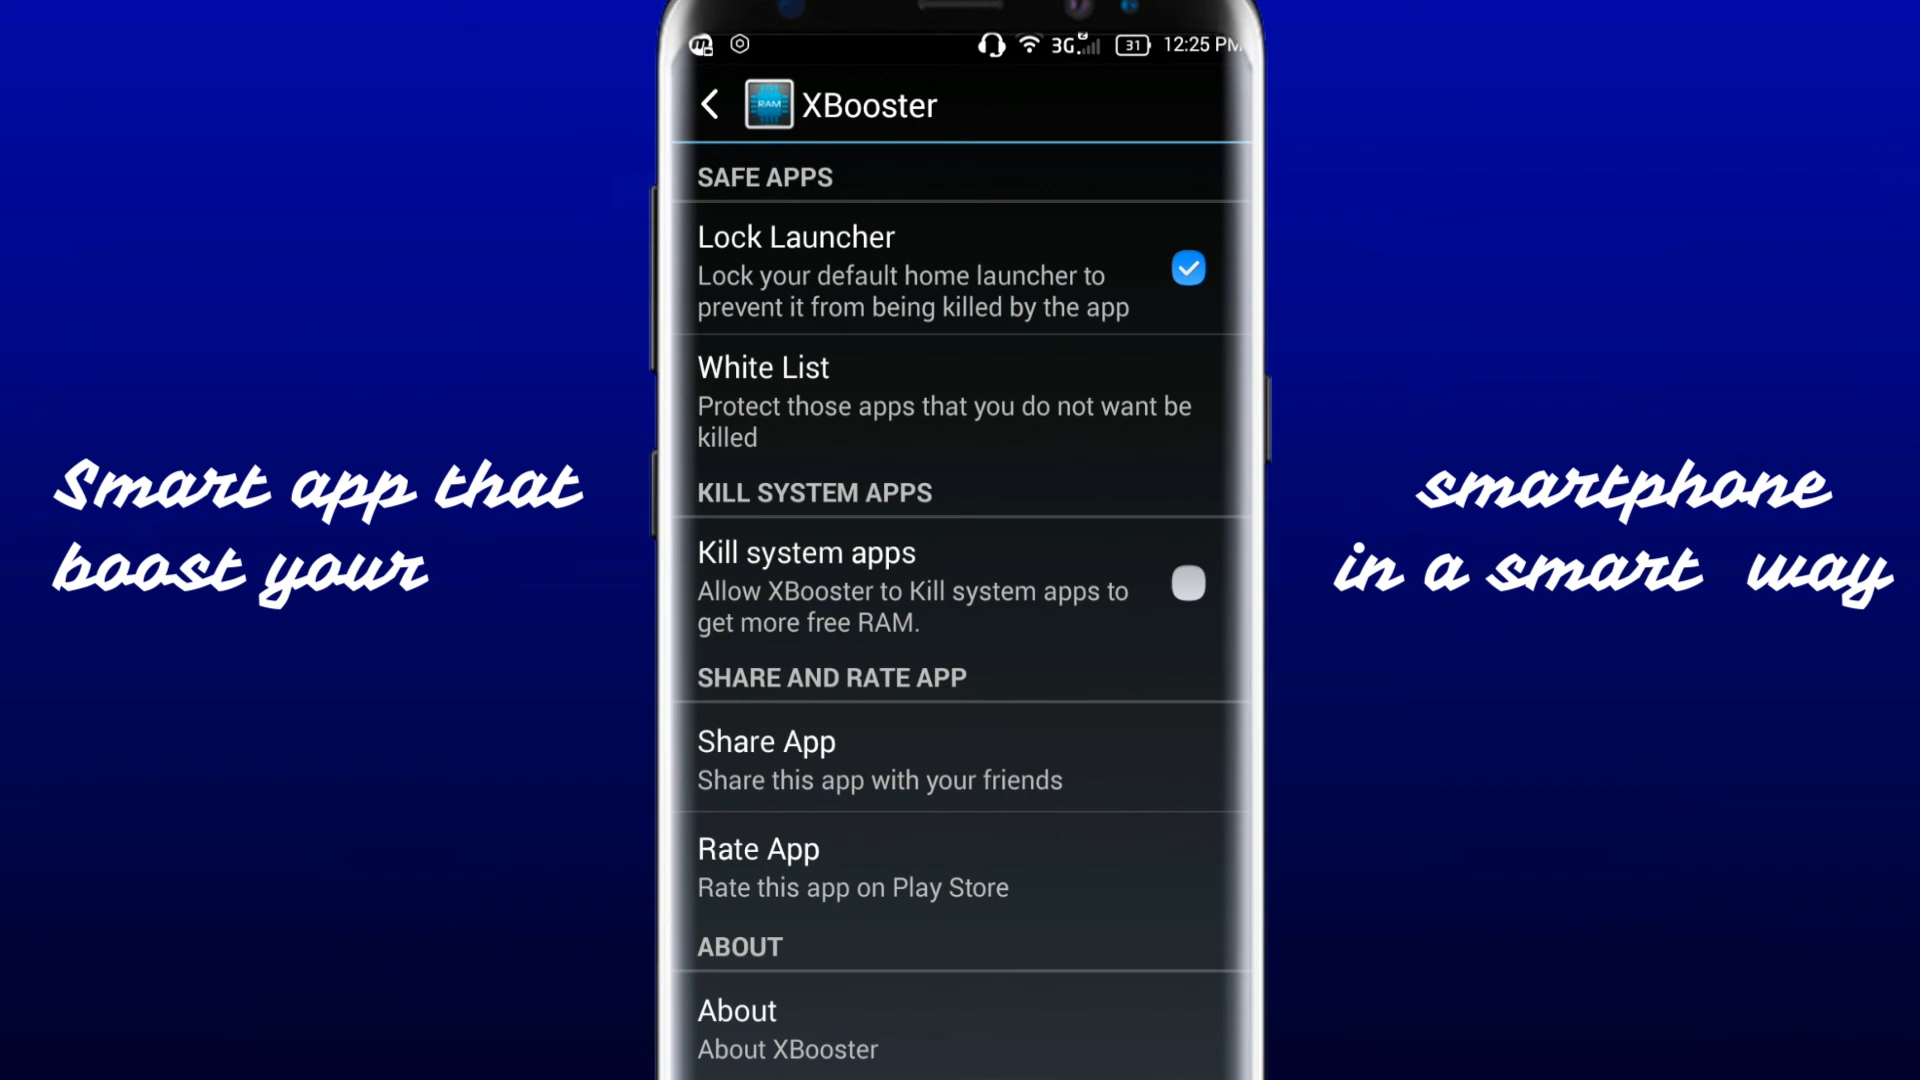 3G
31
12:25 PM
RAM
XBooster
SAFE APPS
Lock Launcher
Lock your default home launcher to
prevent it from being killed by the app
White List
Protect those apps that you do not want be
killed
KILL SYSTEM APPS
Kill system apps
Allow XBooster to Kill system apps to
get more free RAM.
SHARE AND RATE APP
Share App
Share this app with your friends
Rate App
Rate this app on Play Store
ABOUT
About
About XBooster
Smart app that
boost your
smartphone
in a smart way